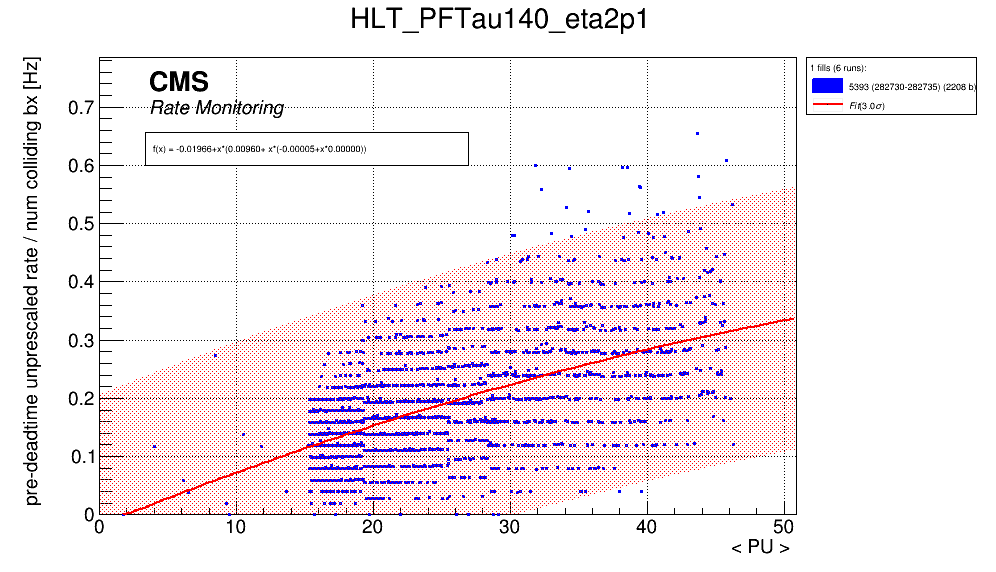 HLT_PFTau140_eta2p1
CMS
Rate Monitoring
f(x) = -0.01966+x*(0.00960+ x*(-0.00005+x*0.00000))
pre-deadtime unprescaled rate / num colliding bx [Hz]
0.7
0.6
0.5
0.4
0.3
0.2
0.1
0
0 10 20 30 40 50
< PU >
1 fills (6 runs):
5393 (282730-282735) (2208 b)
Fit(3.0σ)